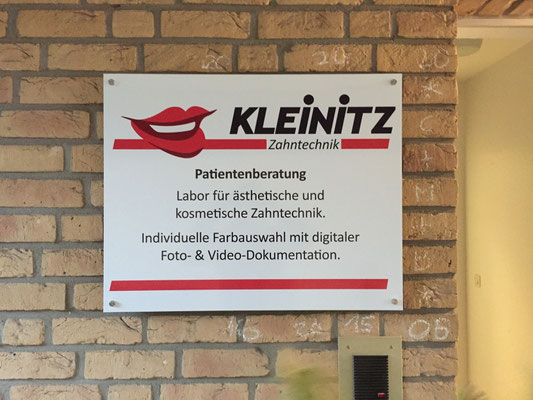 KLEINITZ
Zahntechnik
Patientenberatung
Labor für ästhetische und
kosmetische Zahntechnik.
Individuelle Farbauswahl mit digitaler
Foto- & Video-Dokumentation.